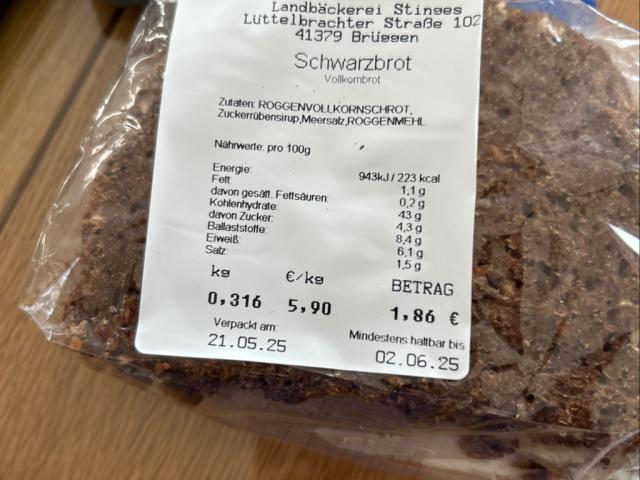 Landbäckerei Stinges
Lüttelbrachter Straße 102
41379 Brüggen
Schwarzbrot
Vollkornbrot
Zutaten: ROGGENVOLLKORNSCHROT,
Zuckerrübensirup,Meersalz,ROGGENMEHL
Nährwerte: pro 100g
Energie: 943kJ / 223 kcal
Fett: 1,1 g
davon gesätt. Fettsäuren: 0,2 g
Kohlenhydrate: 43 g
davon Zucker: 4,3 g
Ballaststoffe: 8,4 g
Eiweiß: 6,1 g
Salz: 1,5 g
kg €/kg BETRAG
0,316 5,90 1,86 €
Verpackt am: Mindestens haltbar bis
21.05.25 02.06.25